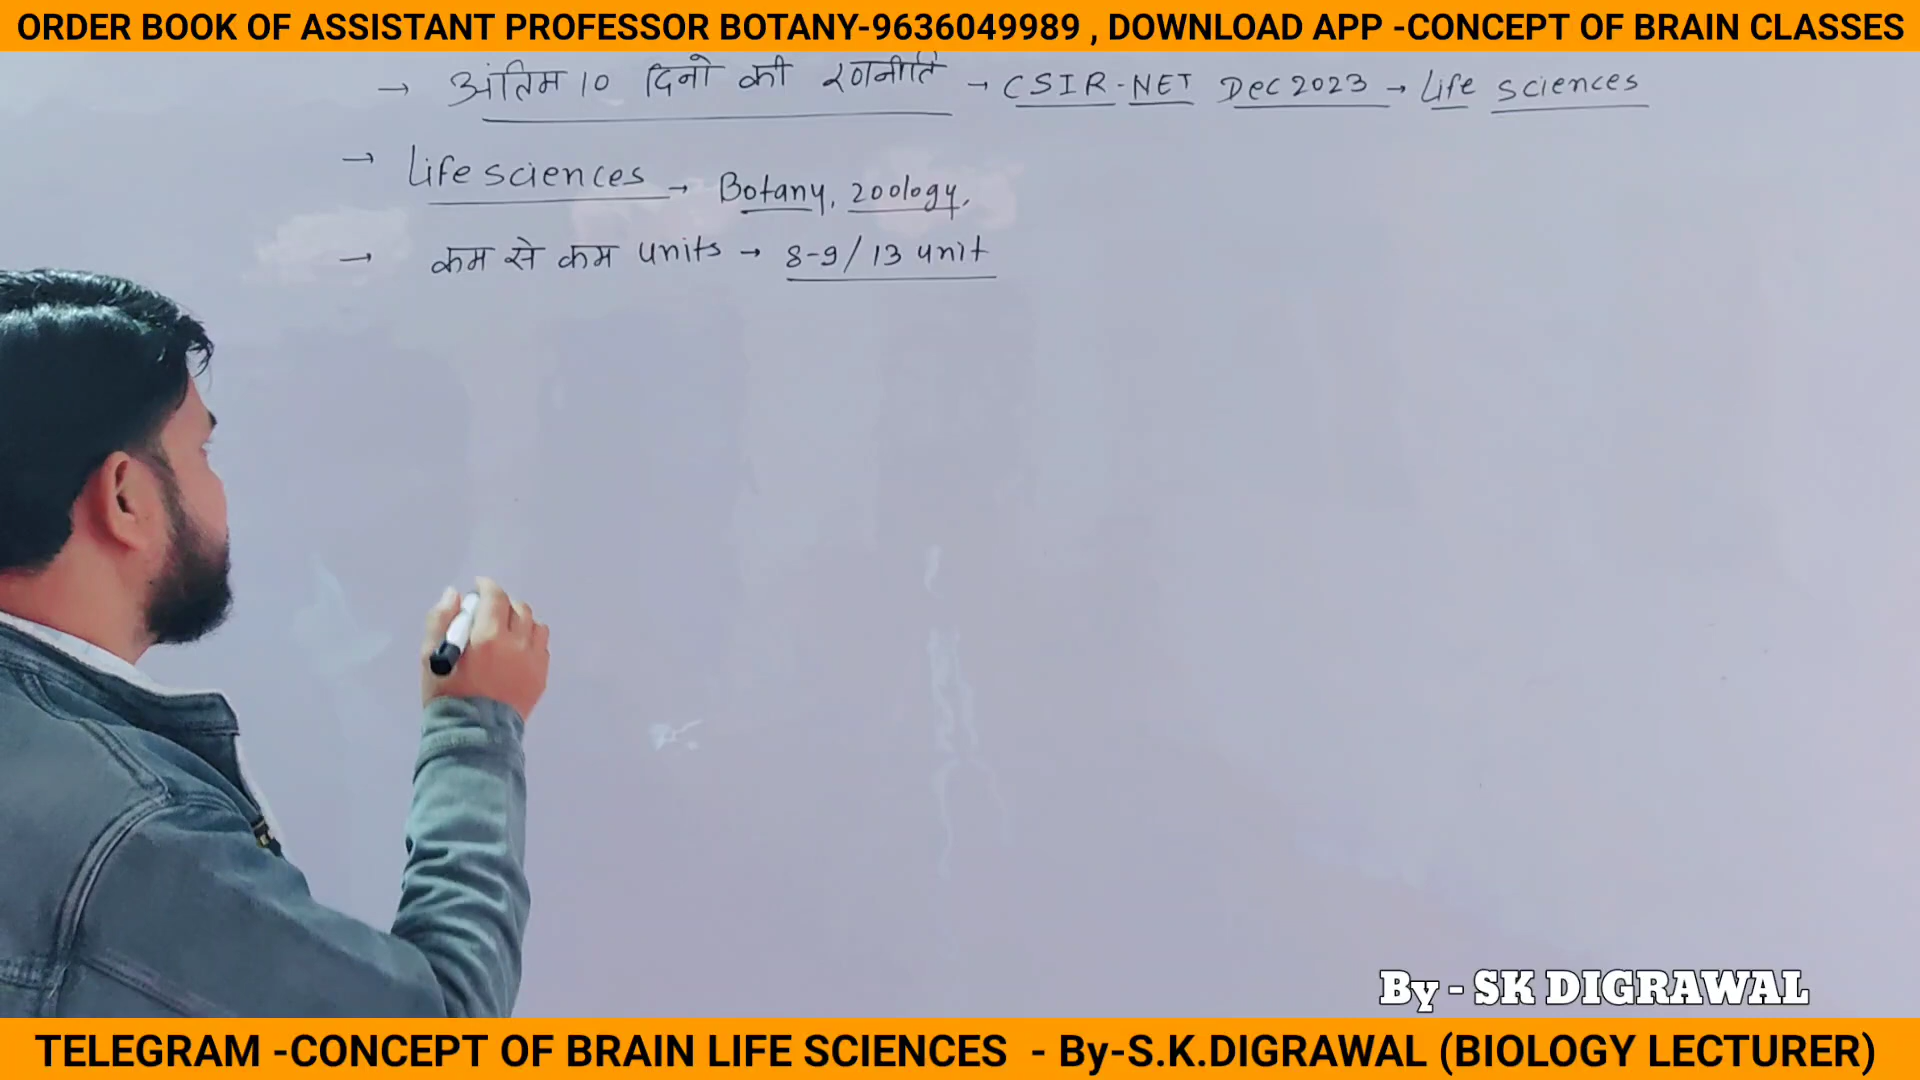 ORDER BOOK OF ASSISTANT PROFESSOR BOTANY-9636049989 , DOWNLOAD APP -CONCEPT OF BRAIN CLASSES
→ अंतिम 10 दिनो की रणनीति → CSIR-NET Dec 2023 → Life sciences
→ Life sciences → Botany, zoology,
→ कम से कम units → 8-9/13 unit
By - SK DIGRAWAL
TELEGRAM -CONCEPT OF BRAIN LIFE SCIENCES - By-S.K.DIGRAWAL (BIOLOGY LECTURER)